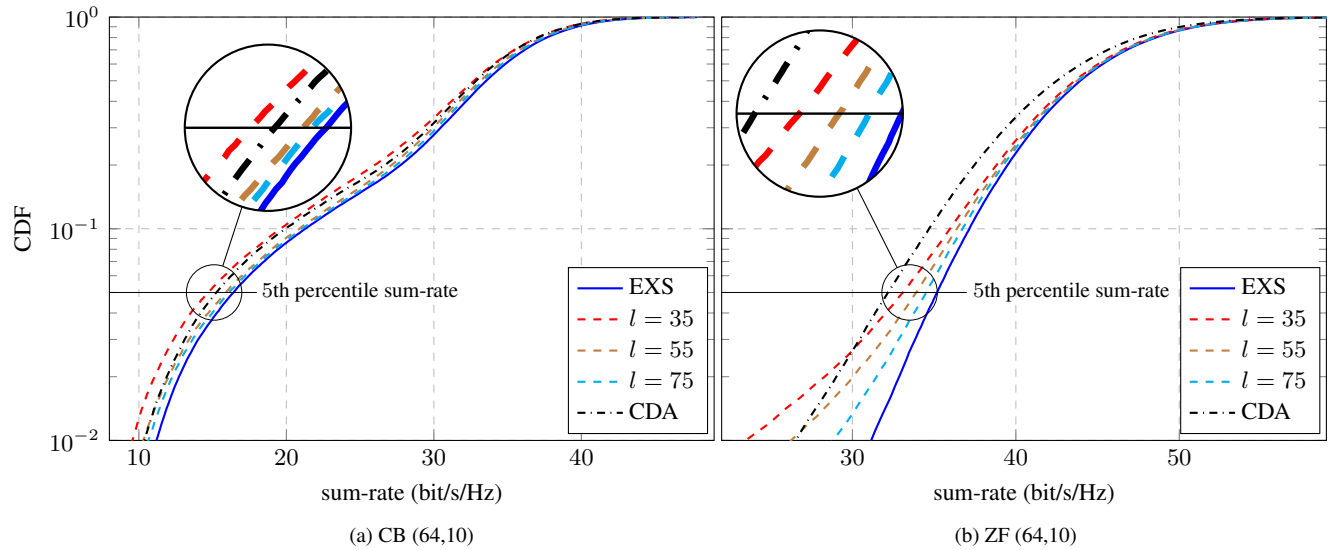 CDF
10^0
10^{-1}
10^{-2}
5th percentile sum-rate
EXS
l = 35
l = 55
l = 75
CDA
10
20
30
40
sum-rate (bit/s/Hz)
(a) CB (64,10)
5th percentile sum-rate
EXS
l = 35
l = 55
l = 75
CDA
30
40
50
sum-rate (bit/s/Hz)
(b) ZF (64,10)